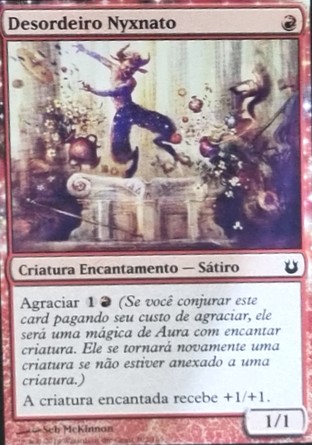 Desordeiro Nyxnato
Criatura Encantamento — Sátiro
Agraciar 1 (Se você conjurar este
card pagando seu custo de agraciar, ele
será uma mágica de Aura com encantar
criatura. Ele se tornará novamente uma
criatura se não estiver anexado a uma
criatura.)
A criatura encantada recebe +1/+1.
Seb McKinnon
1/1